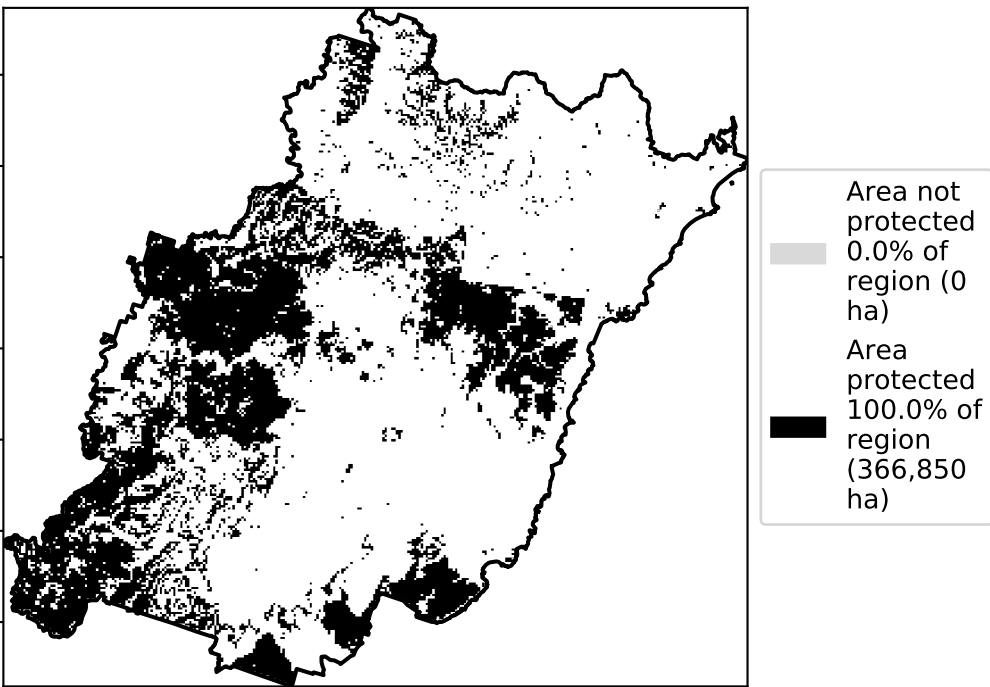 Area not
protected
0.0% of
region (0
ha)
Area
protected
100.0% of
region
(366,850
ha)